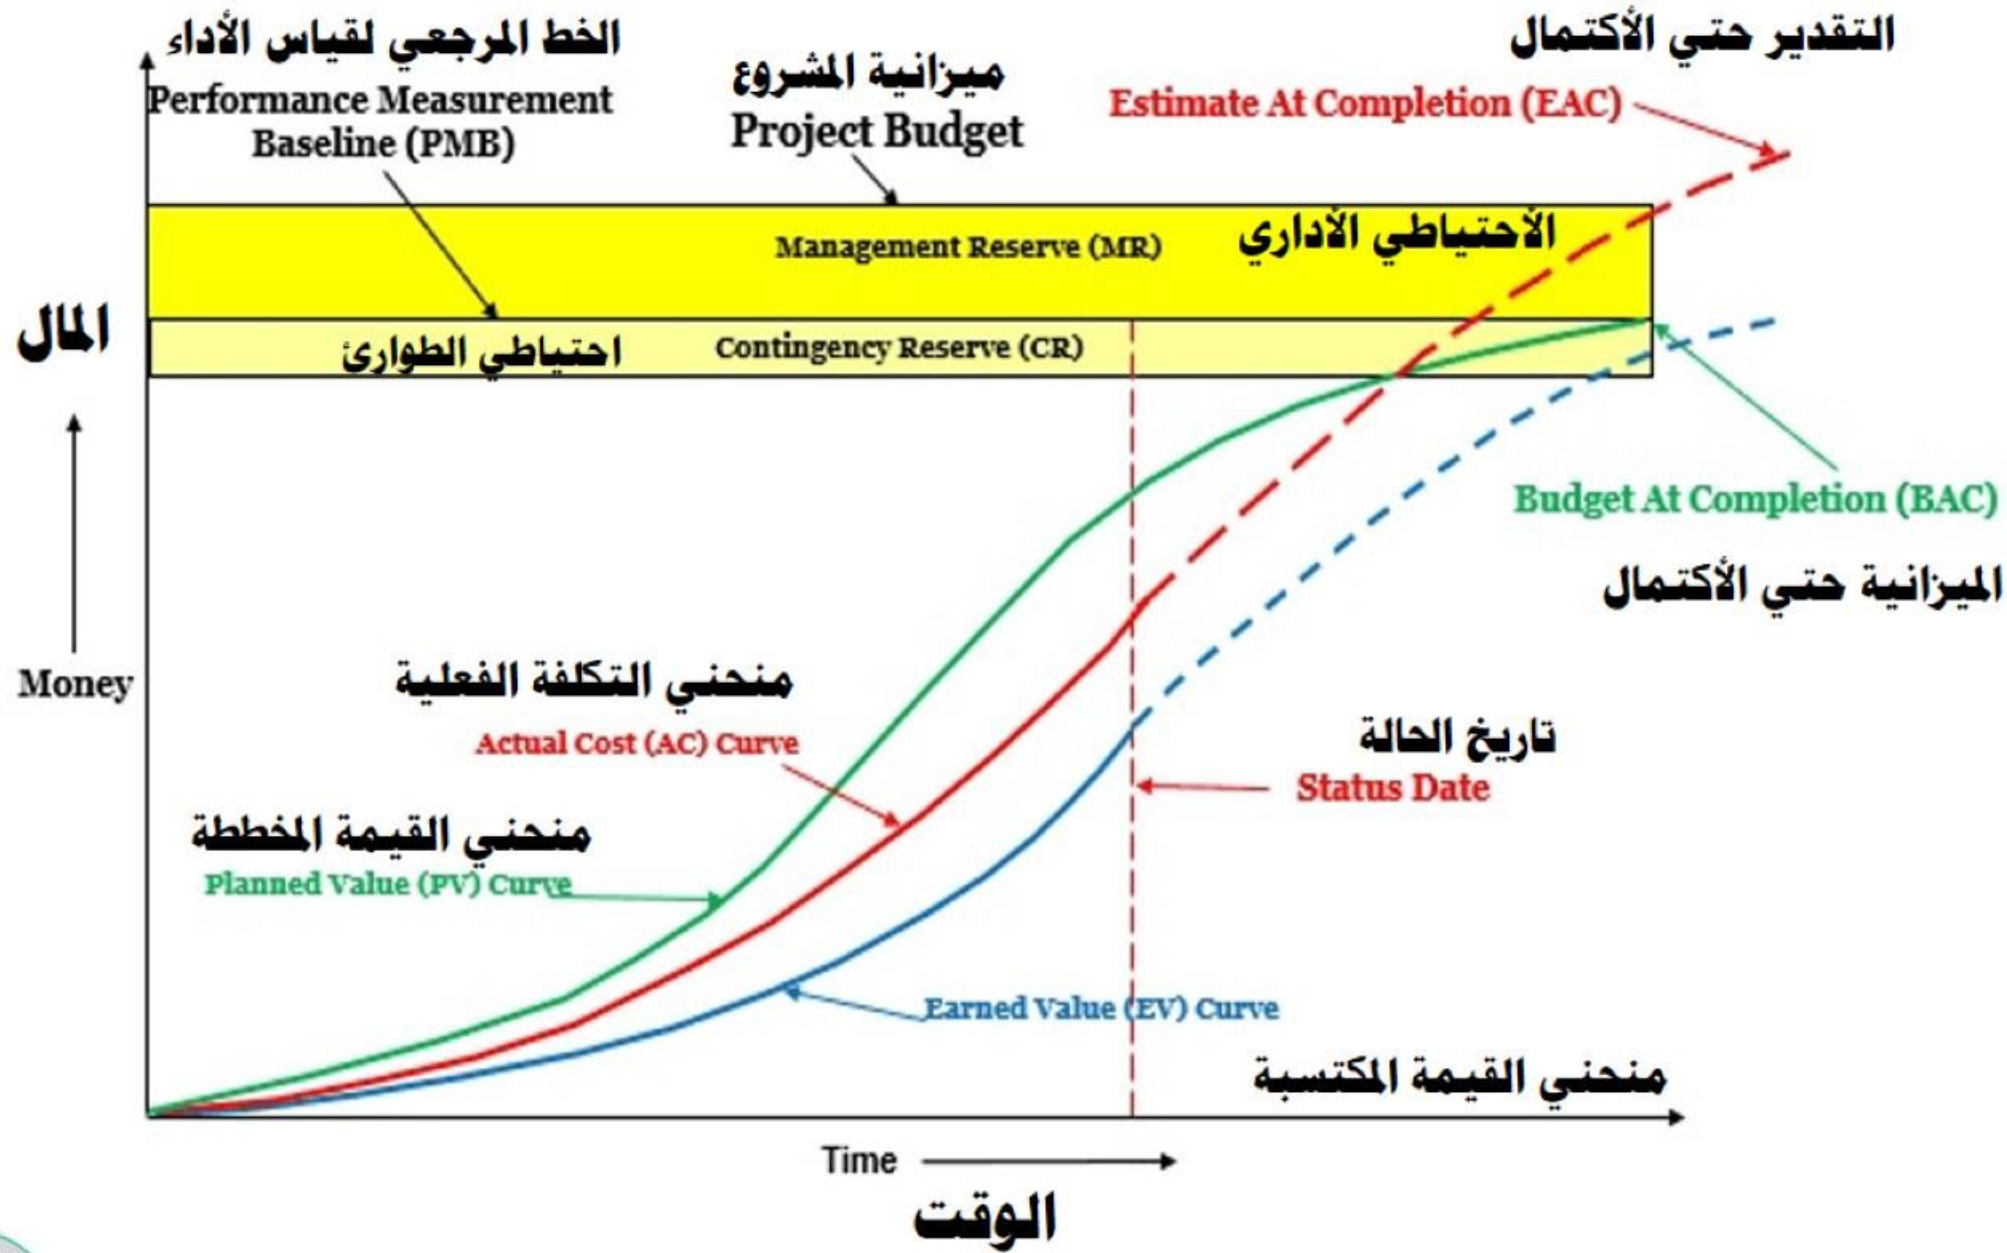 الخط المرجعي لقياس الأداء
Performance Measurement
Baseline (PMB)
ميزانية المشروع
Project Budget
التقدير حتي الأكتمال
Estimate At Completion (EAC)
Management Reserve (MR)
الأحتياطي الأداري
احتياطي الطوارئ
Contingency Reserve (CR)
المال
Money
Budget At Completion (BAC)
الميزانية حتي الأكتمال
منحني التكلفة الفعلية
Actual Cost (AC) Curve
تاريخ الحالة
Status Date
منحني القيمة المخططة
Planned Value (PV) Curve
Earned Value (EV) Curve
منحني القيمة المكتسبة
Time
الوقت